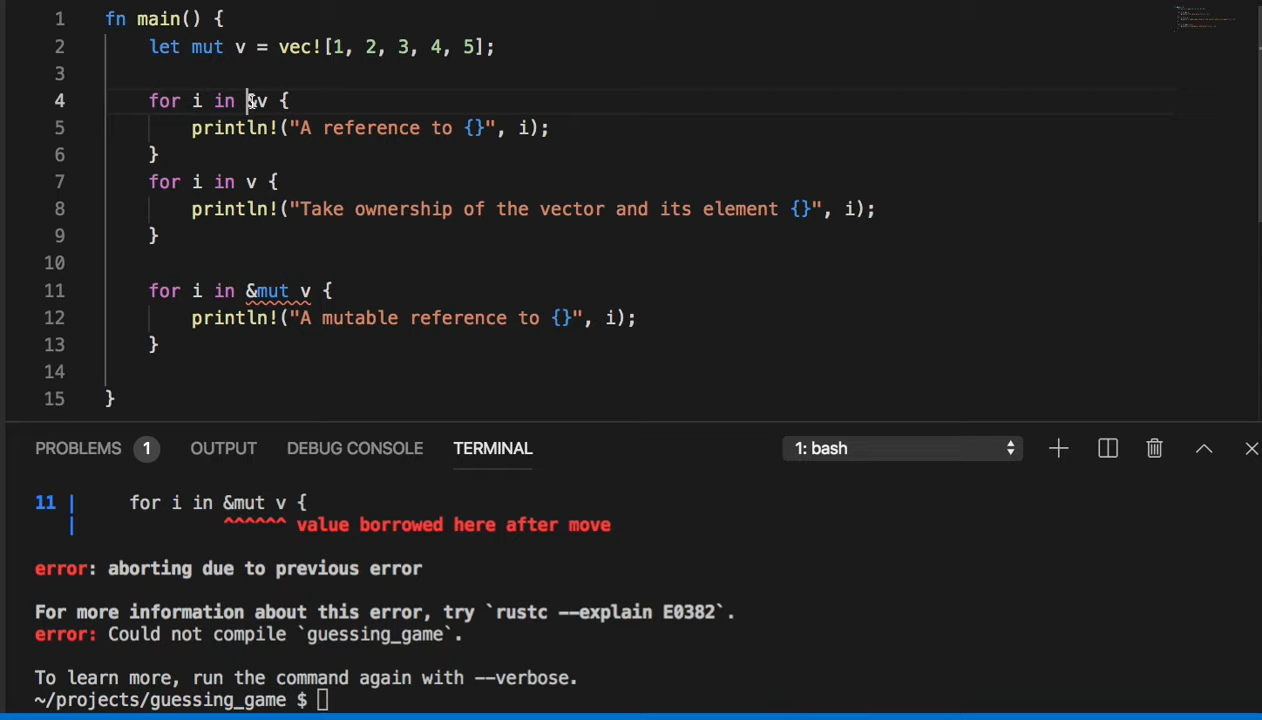 1 fn main() {
2 let mut v = vec![1, 2, 3, 4, 5];
3
4 for i in &v {
5 println!("A reference to {}", i);
6 }
7 for i in v {
8 println!("Take ownership of the vector and its element {}", i);
9 }
10
11 for i in &mut v {
12 println!("A mutable reference to {}", i);
13 }
14
15 }
PROBLEMS 1 OUTPUT DEBUG CONSOLE TERMINAL 1: bash
11 | for i in &mut v {
| ^^^^^^ value borrowed here after move
error: aborting due to previous error
For more information about this error, try `rustc --explain E0382`.
error: Could not compile `guessing_game`.
To learn more, run the command again with --verbose.
~/projects/guessing_game $